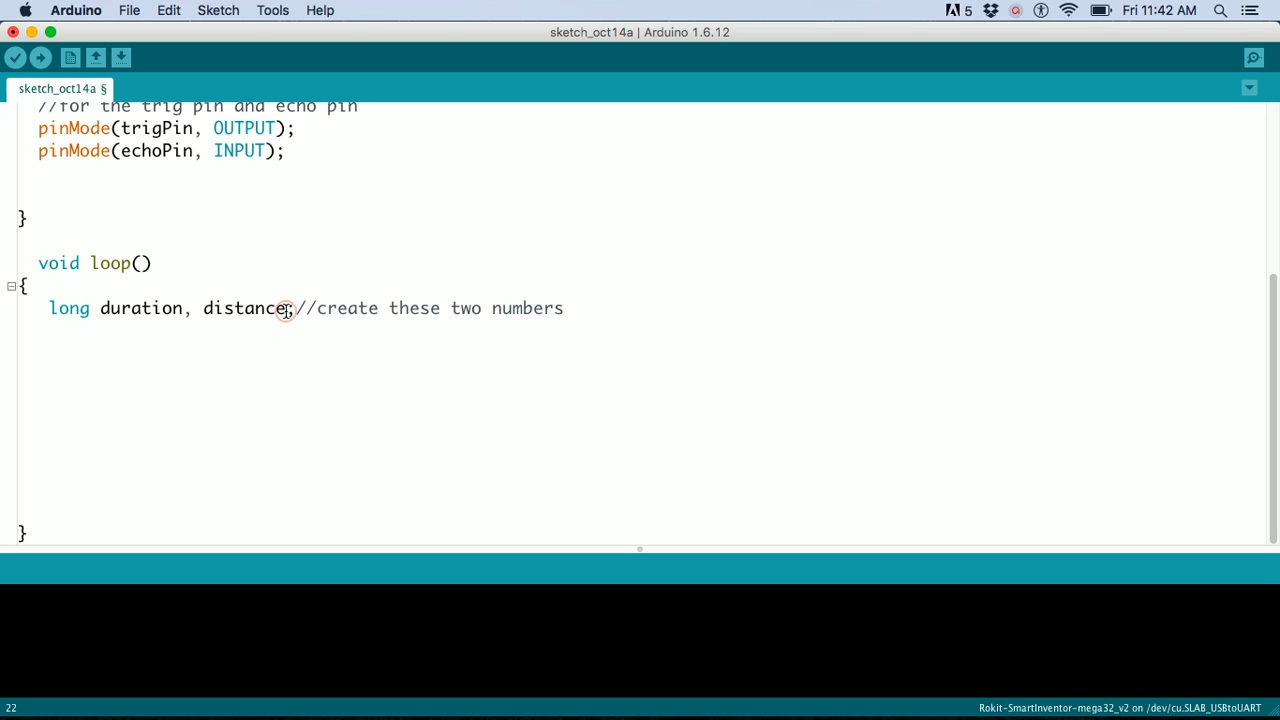 Arduino File Edit Sketch Tools Help 5 Fri 11:42 AM
sketch_oct14a | Arduino 1.6.12
sketch_oct14a §
//for the trig pin and echo pin
pinMode(trigPin, OUTPUT);
pinMode(echoPin, INPUT);
}
void loop()
{
long duration, distance;//create these two numbers
}
22 Rokit-SmartInventor-mega32_v2 on /dev/cu.SLAB_USBtoUART